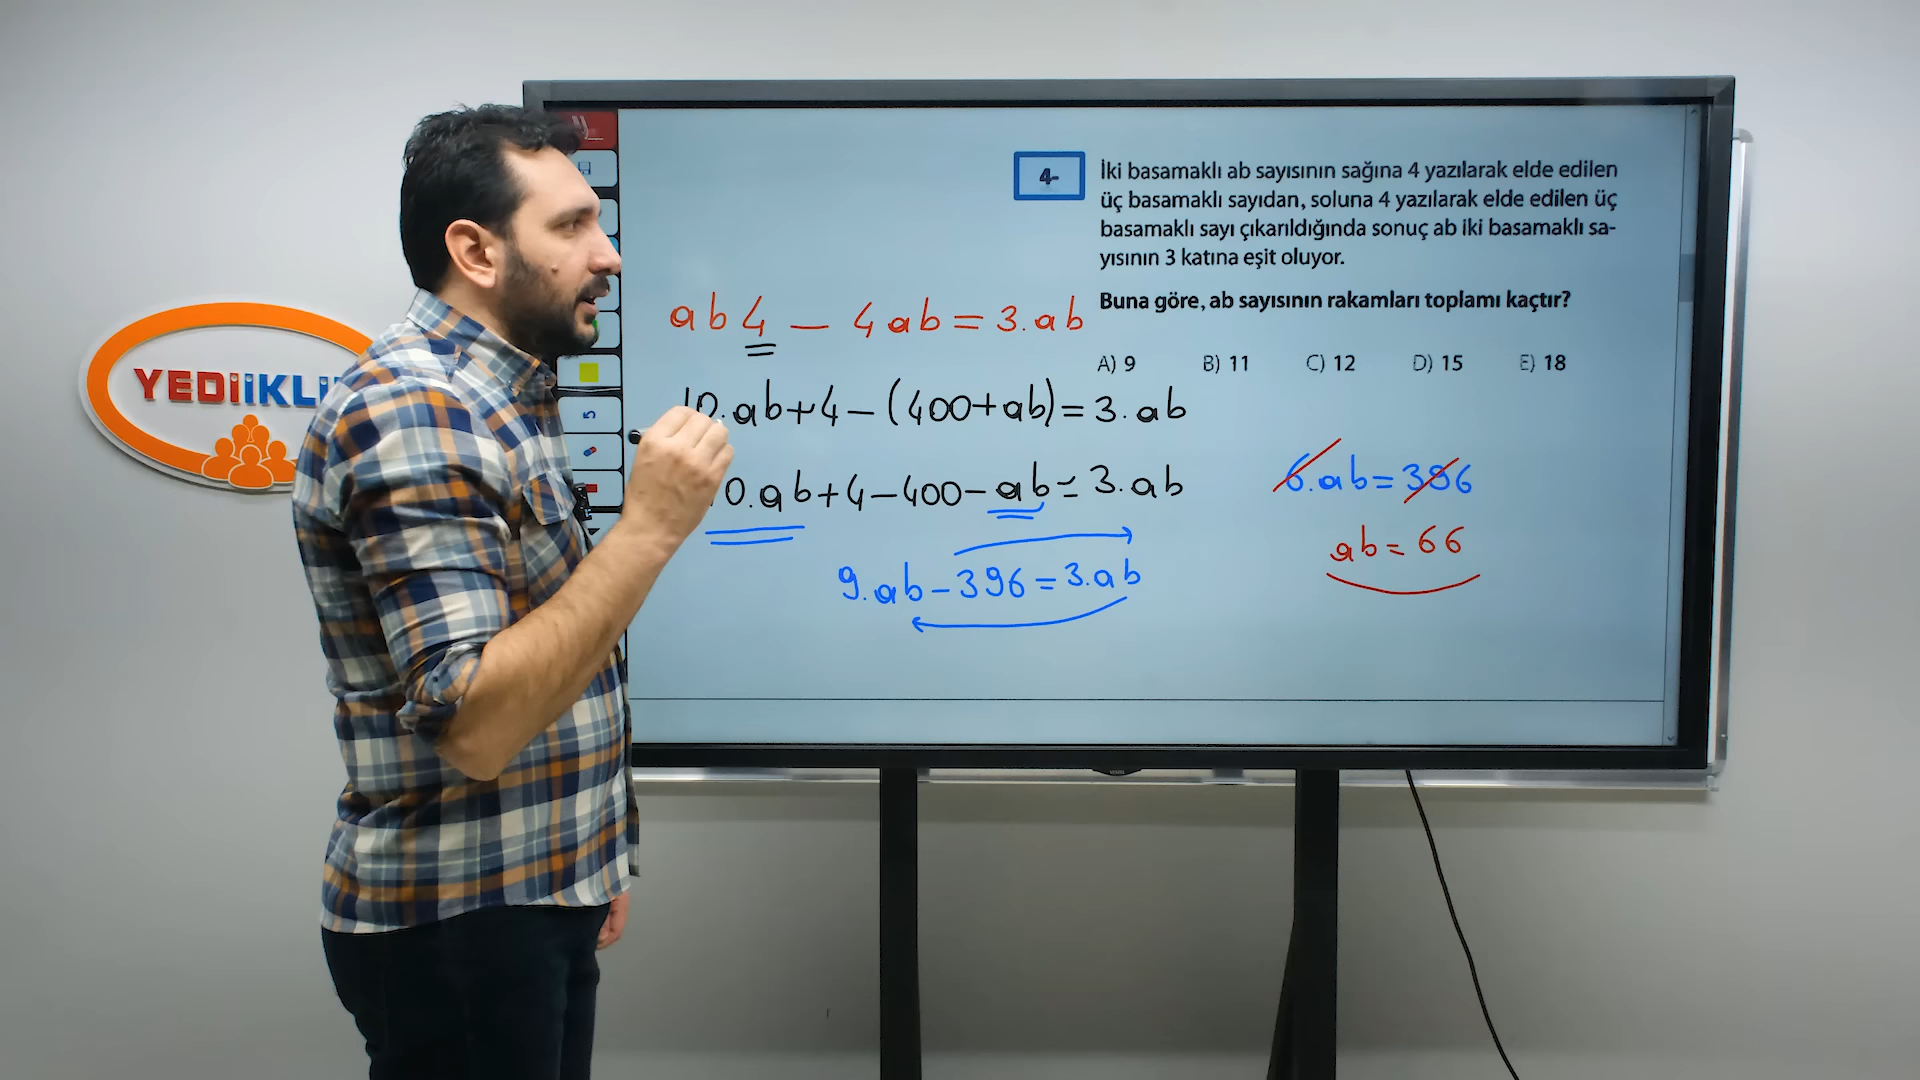 YEDiiKLi
4-
İki basamaklı ab sayısının sağına 4 yazılarak elde edilen
üç basamaklı sayıdan, soluna 4 yazılarak elde edilen üç
basamaklı sayı çıkarıldığında sonuç ab iki basamaklı sa-
yısının 3 katına eşit oluyor.
Buna göre, ab sayısının rakamları toplamı kaçtır?
A) 9 B) 11 C) 12 D) 15 E) 18
ab4 - 4ab = 3.ab
10.ab+4-(400+ab)=3.ab
0.ab+4-400-ab=3.ab
9.ab-396=3.ab
6.ab=396
ab=66